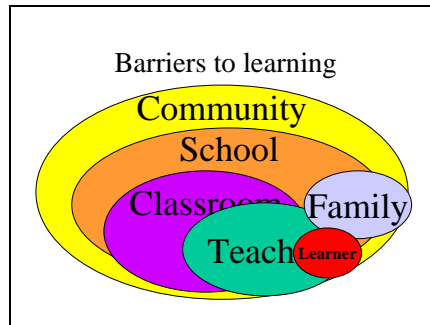 Barriers to learning
Community
School
Classroom
Family
Teach
Learner